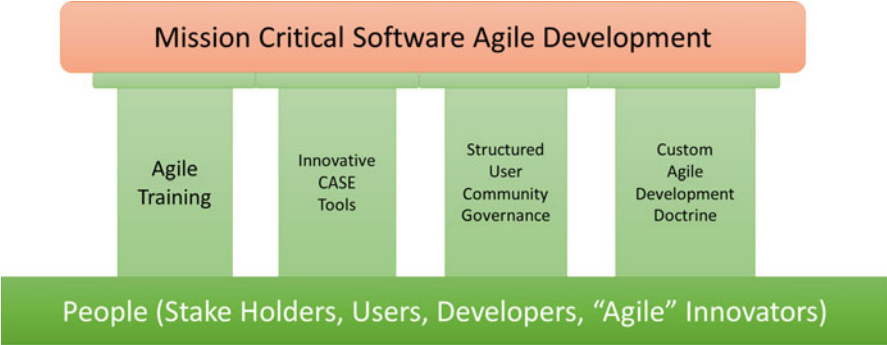 Mission Critical Software Agile Development
Agile
Training
Innovative
CASE
Tools
Structured
User
Community
Governance
Custom
Agile
Development
Doctrine
People (Stake Holders, Users, Developers, “Agile” Innovators)